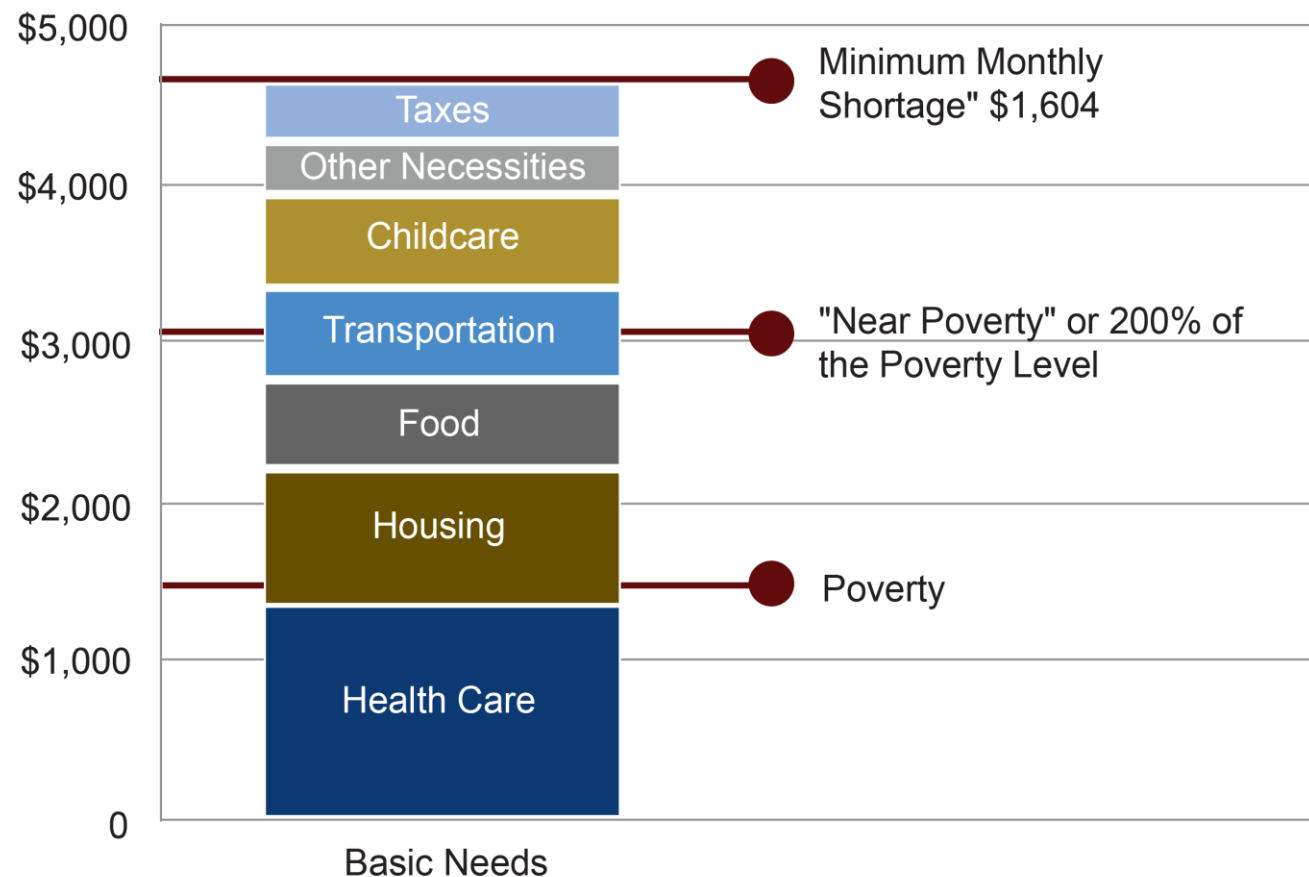 $5,000
Minimum Monthly
Shortage" $1,604
Taxes
Other Necessities
$4,000
Childcare
"Near Poverty" or 200% of
the Poverty Level
Transportation
$3,000
Food
$2,000
Housing
Poverty
$1,000
Health Care
0
Basic Needs